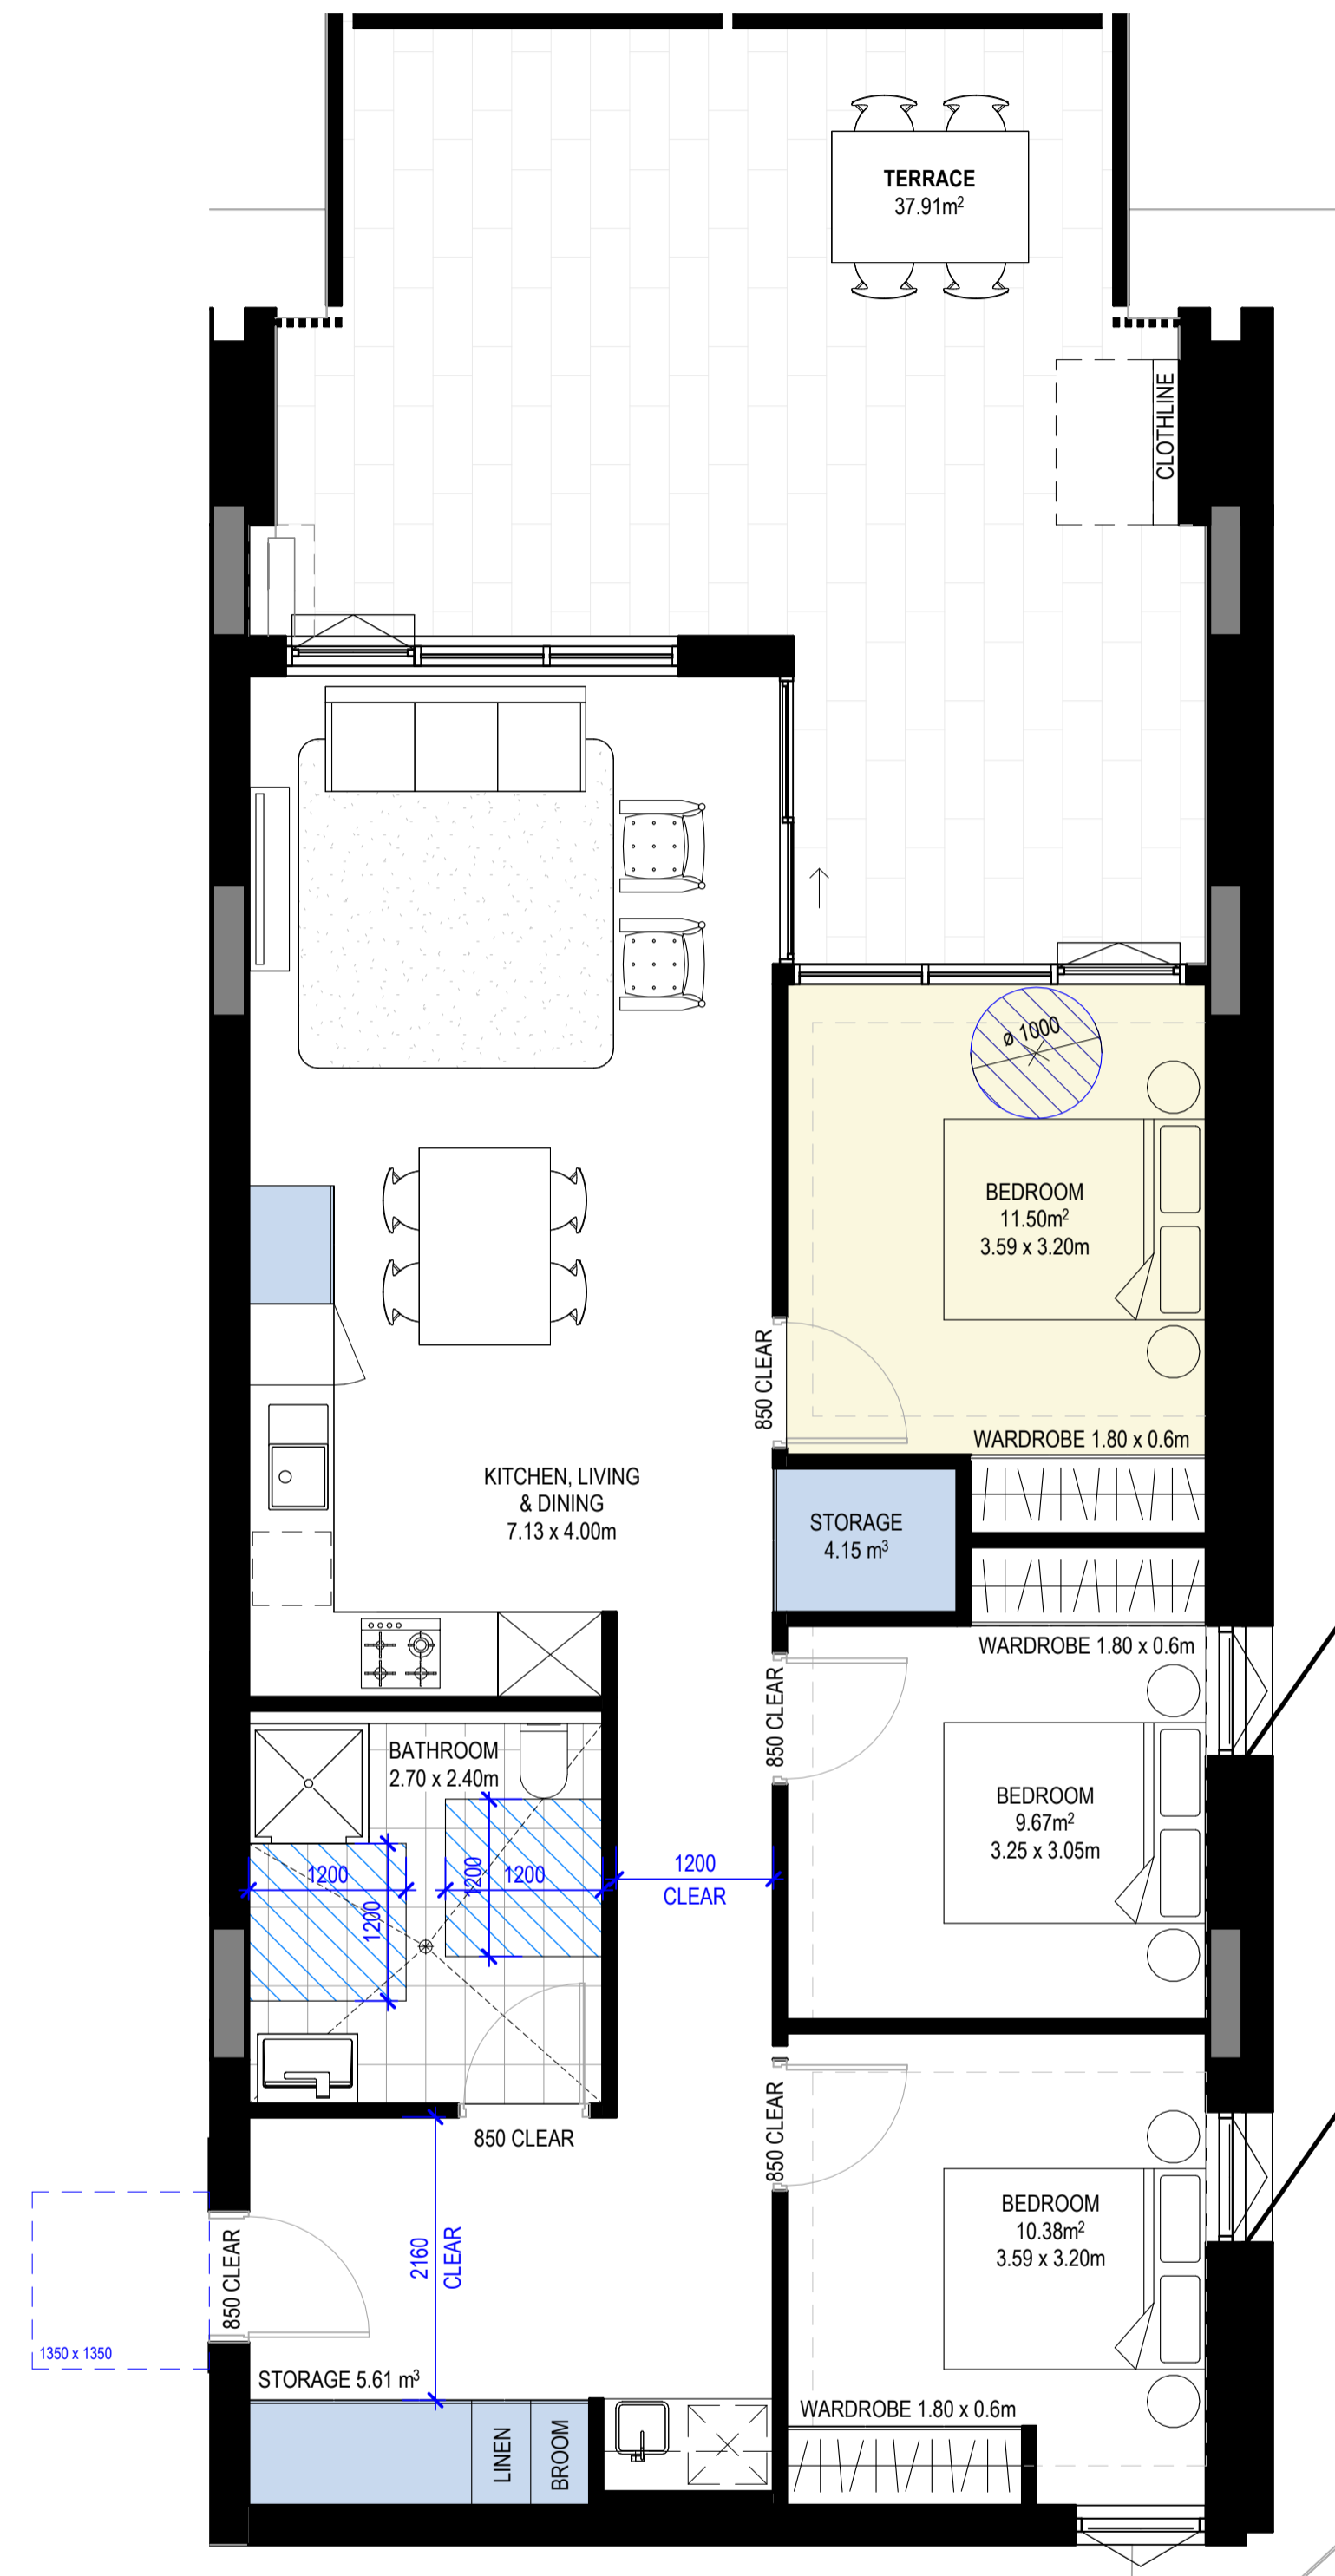 TERRACE
37.91m²
CLOTHLINE
ø 1000
BEDROOM
11.50m²
3.59 x 3.20m
850 CLEAR
WARDROBE 1.80 x 0.6m
KITCHEN, LIVING
& DINING
7.13 x 4.00m
STORAGE
4.15 m³
WARDROBE 1.80 x 0.6m
850 CLEAR
BATHROOM
2.70 x 2.40m
BEDROOM
9.67m²
3.25 x 3.05m
1200
1200
1200
1200
1200
CLEAR
850 CLEAR
850 CLEAR
BEDROOM
10.38m²
3.59 x 3.20m
850 CLEAR
2160
CLEAR
1350 x 1350
STORAGE 5.61 m³
LINEN
BROOM
WARDROBE 1.80 x 0.6m